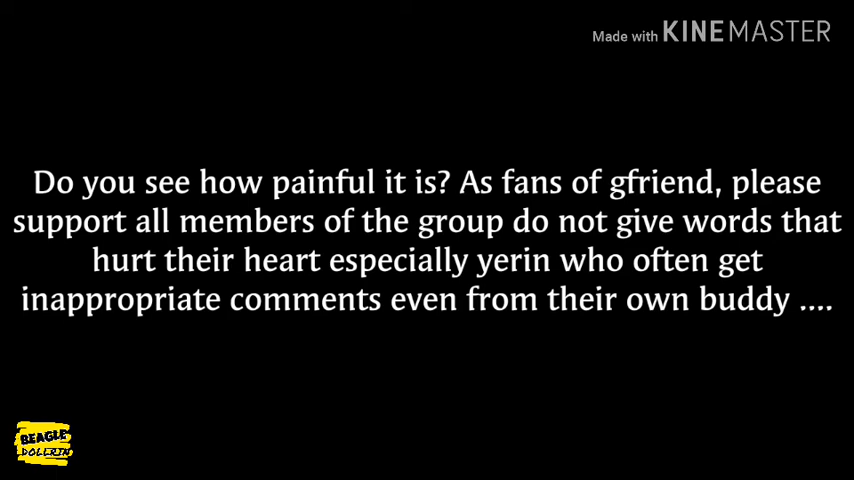 Made with KINEMASTER
Do you see how painful it is? As fans of gfriend, please
support all members of the group do not give words that
hurt their heart especially yerin who often get
inappropriate comments even from their own buddy ....
BEAGLE
DOLLRIN